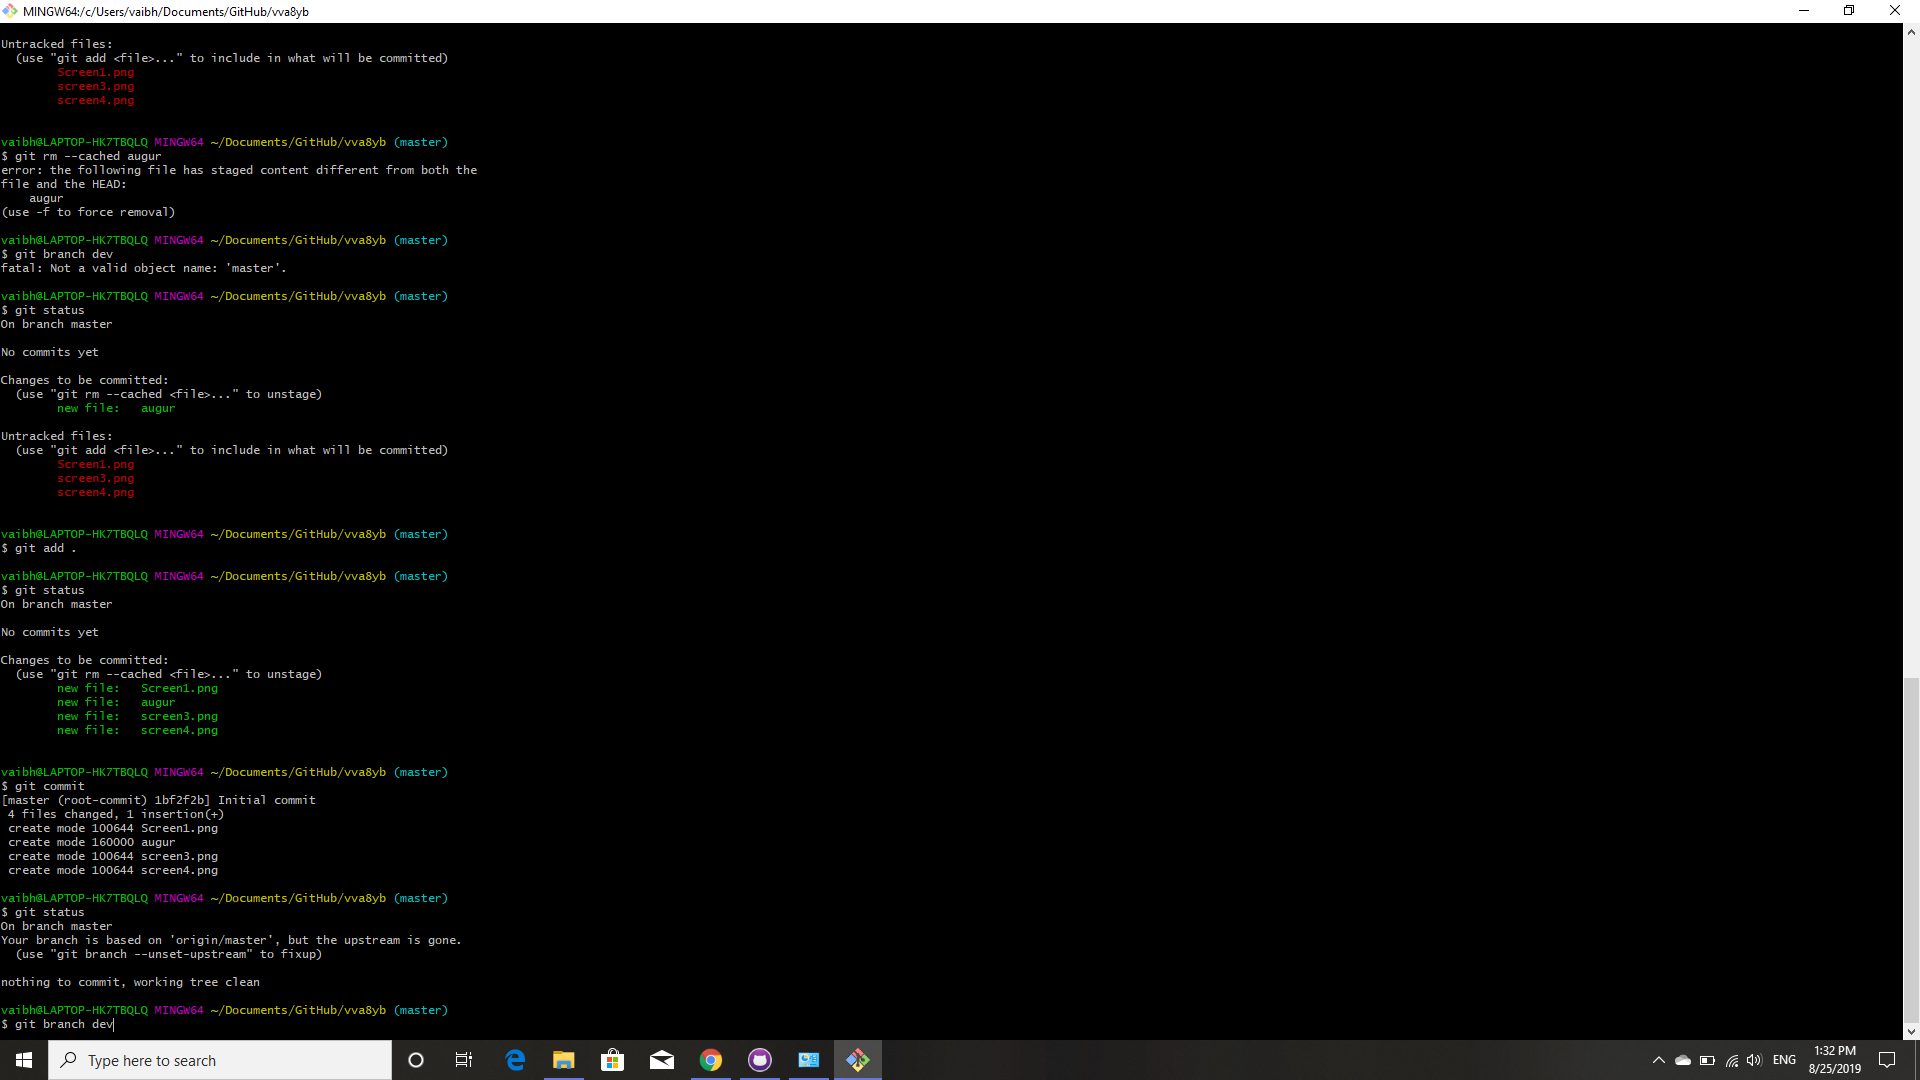 MINGW64:/c/Users/vaibh/Documents/GitHub/vva8yb
Untracked files:
  (use "git add <file>..." to include in what will be committed)
        Screen1.png
        screen3.png
        screen4.png
vaibh@LAPTOP-HK7TBQLQ MINGW64 ~/Documents/GitHub/vva8yb (master)
$ git rm --cached augur
error: the following file has staged content different from both the
file and the HEAD:
    augur
(use -f to force removal)
vaibh@LAPTOP-HK7TBQLQ MINGW64 ~/Documents/GitHub/vva8yb (master)
$ git branch dev
fatal: Not a valid object name: 'master'.
vaibh@LAPTOP-HK7TBQLQ MINGW64 ~/Documents/GitHub/vva8yb (master)
$ git status
On branch master
No commits yet
Changes to be committed:
  (use "git rm --cached <file>..." to unstage)
        new file:   augur
Untracked files:
  (use "git add <file>..." to include in what will be committed)
        Screen1.png
        screen3.png
        screen4.png
vaibh@LAPTOP-HK7TBQLQ MINGW64 ~/Documents/GitHub/vva8yb (master)
$ git add .
vaibh@LAPTOP-HK7TBQLQ MINGW64 ~/Documents/GitHub/vva8yb (master)
$ git status
On branch master
No commits yet
Changes to be committed:
  (use "git rm --cached <file>..." to unstage)
        new file:   Screen1.png
        new file:   augur
        new file:   screen3.png
        new file:   screen4.png
vaibh@LAPTOP-HK7TBQLQ MINGW64 ~/Documents/GitHub/vva8yb (master)
$ git commit
[master (root-commit) 1bf2f2b] Initial commit
 4 files changed, 1 insertion(+)
 create mode 100644 Screen1.png
 create mode 160000 augur
 create mode 100644 screen3.png
 create mode 100644 screen4.png
vaibh@LAPTOP-HK7TBQLQ MINGW64 ~/Documents/GitHub/vva8yb (master)
$ git status
On branch master
Your branch is based on 'origin/master', but the upstream is gone.
  (use "git branch --unset-upstream" to fixup)
nothing to commit, working tree clean
vaibh@LAPTOP-HK7TBQLQ MINGW64 ~/Documents/GitHub/vva8yb (master)
$ git branch dev
Type here to search
ENG
1:32 PM
8/25/2019